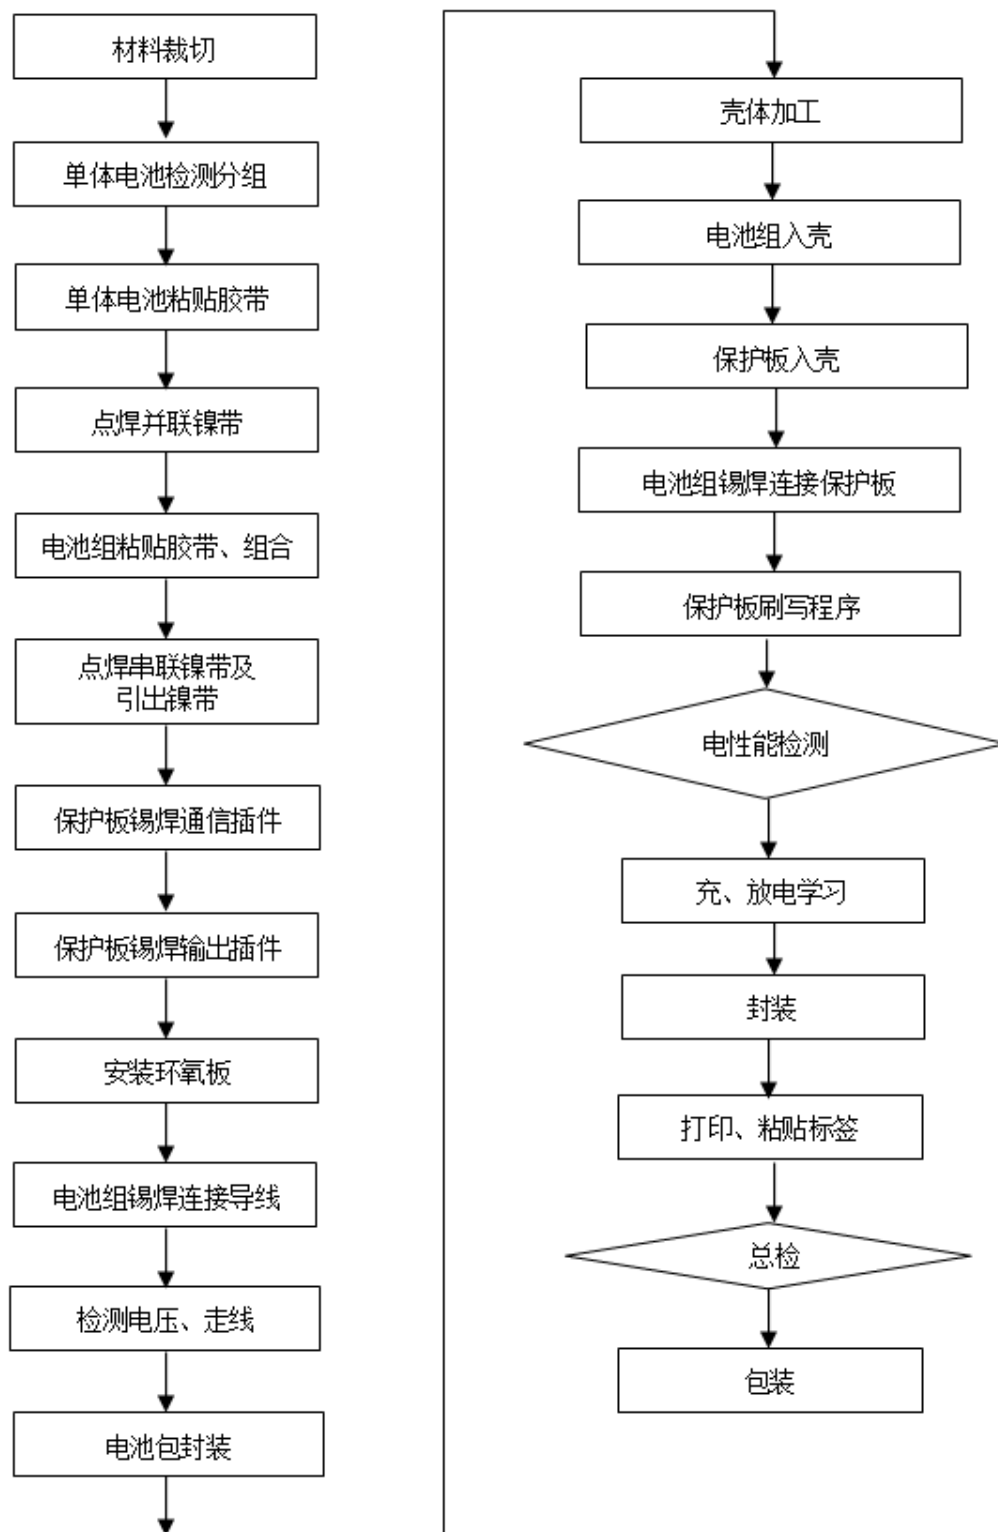 材料裁切
单体电池检测分组
单体电池粘贴胶带
点焊并联镍带
电池组粘贴胶带、组合
点焊串联镍带及
引出镍带
保护板锡焊通信插件
保护板锡焊输出插件
安装环氧板
电池组锡焊连接导线
检测电压、走线
电池包封装
壳体加工
电池组入壳
保护板入壳
电池组锡焊连接保护板
保护板刷写程序
电性能检测
充、放电学习
封装
打印、粘贴标签
总检
包装